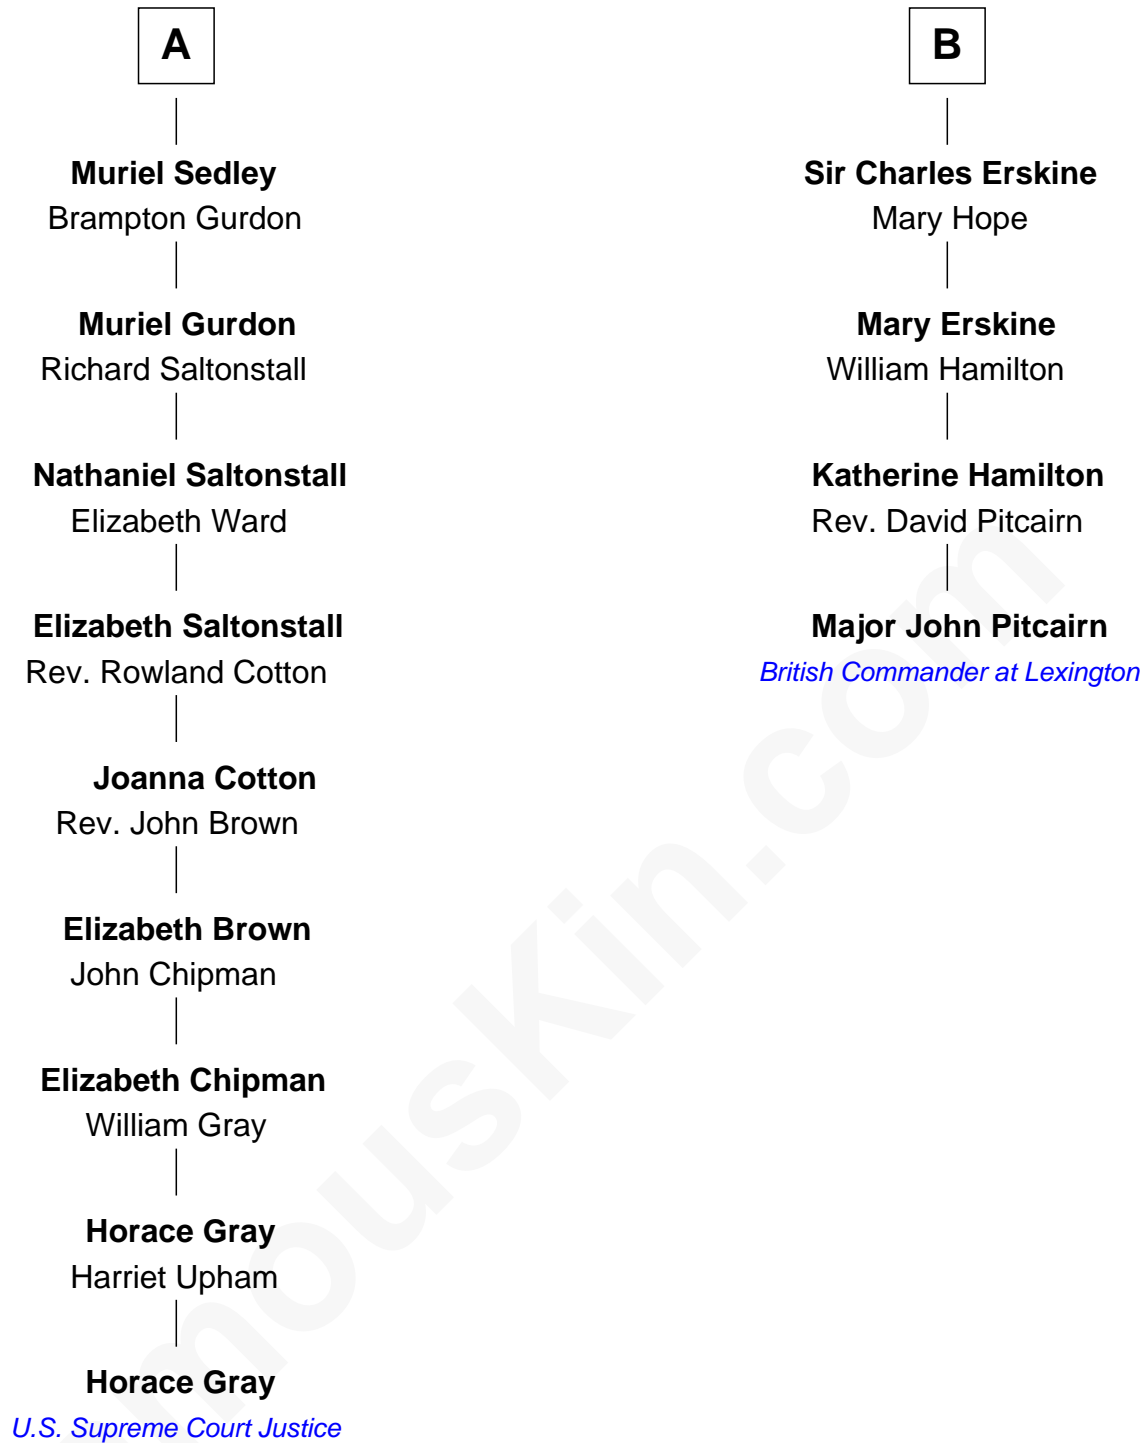 A
Muriel Sedley
Brampton Gurdon
Muriel Gurdon
Richard Saltonstall
Nathaniel Saltonstall
Elizabeth Ward
Elizabeth Saltonstall
Rev. Rowland Cotton
Joanna Cotton
Rev. John Brown
Elizabeth Brown
John Chipman
Elizabeth Chipman
William Gray
Horace Gray
Harriet Upham
Horace Gray
U.S. Supreme Court Justice
B
Sir Charles Erskine
Mary Hope
Mary Erskine
William Hamilton
Katherine Hamilton
Rev. David Pitcairn
Major John Pitcairn
British Commander at Lexington
mousKin.com